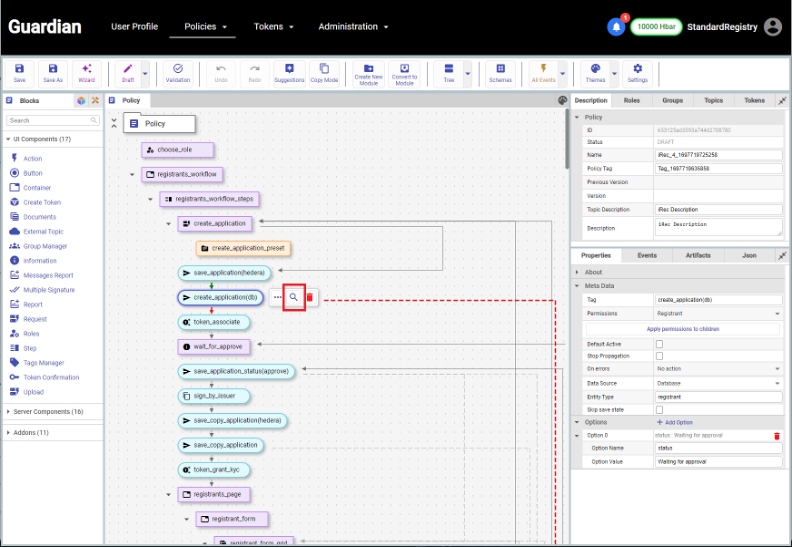 Guardian
User Profile
Policies
Tokens
Administration
1
10000 Hbar
StandardRegistry
Save
Save As
Wizard
Draft
Validation
Undo
Redo
Suggestions
Copy Mode
Create New Module
Convert to Module
Tree
Schemas
All Events
Themes
Settings
Blocks
Search
UI Components (17)
Action
Button
Container
Create Token
Documents
External Topic
Group Manager
Information
Messages Report
Multiple Signature
Report
Request
Roles
Step
Tags Manager
Token Confirmation
Upload
Server Components (16)
Addons (11)
Policy
Policy
choose_role
registrants_workflow
registrants_workflow_steps
create_application
create_application_preset
save_application(hedera)
create_application(db)
token_associate
wait_for_approve
save_application_status(approve)
sign_by_issuer
save_copy_application(hedera)
save_copy_application
token_grant_kyc
registrants_page
registrant_form
registrant_form_grid
Description
Roles
Groups
Topics
Tokens
Policy
ID
Status
DRAFT
Name
iRec_4_1697719725258
Policy Tag
Tag_1697719635858
Previous Version
Version
Topic Description
iRec Description
Description
iRec Description
Properties
Events
Artifacts
Json
About
Meta Data
Tag
create_application(db)
Permissions
Registrant
Apply permissions to children
Default Active
Stop Propagation
On errors
No action
Data Source
Database
Entity Type
registrant
Skip save state
Options
+ Add Option
Option 0
status: Waiting for approval
Option Name
status
Option Value
Waiting for approval